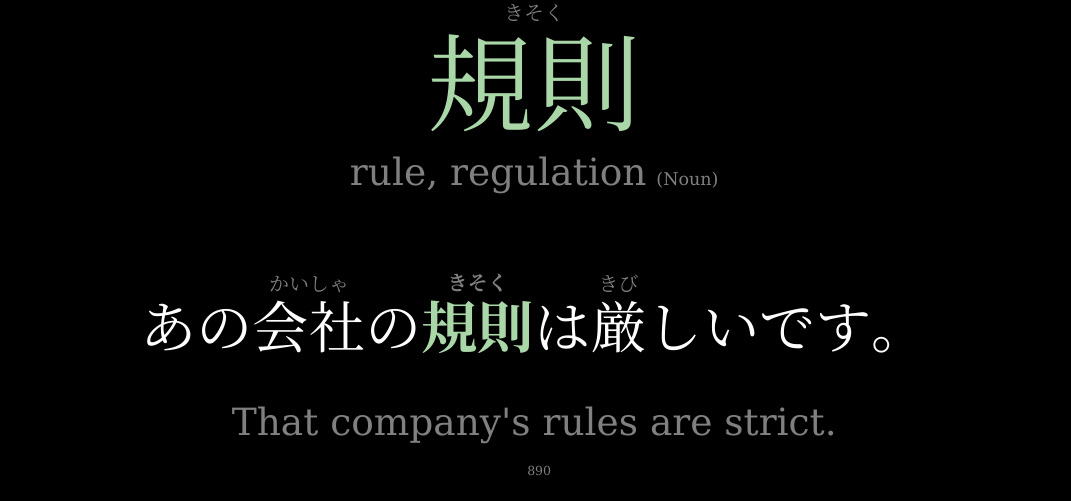 きそく
規則
rule, regulation (Noun)
かいしゃ きそく きび
あの会社の規則は厳しいです。
That company's rules are strict.
890